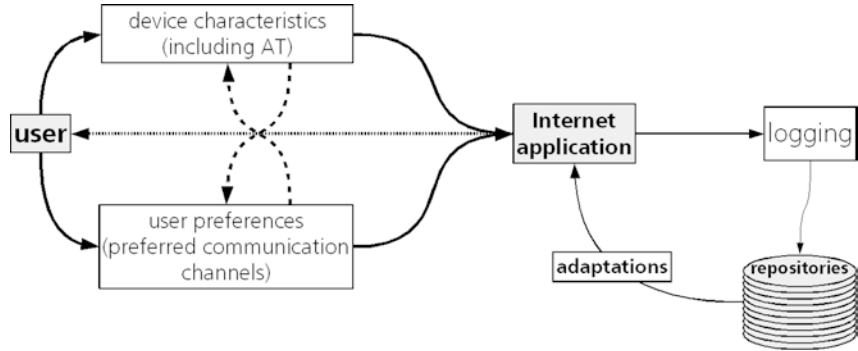 device characteristics
(including AT)
user
Internet
application
logging
user preferences
(preferred communication
channels)
adaptations
repositories